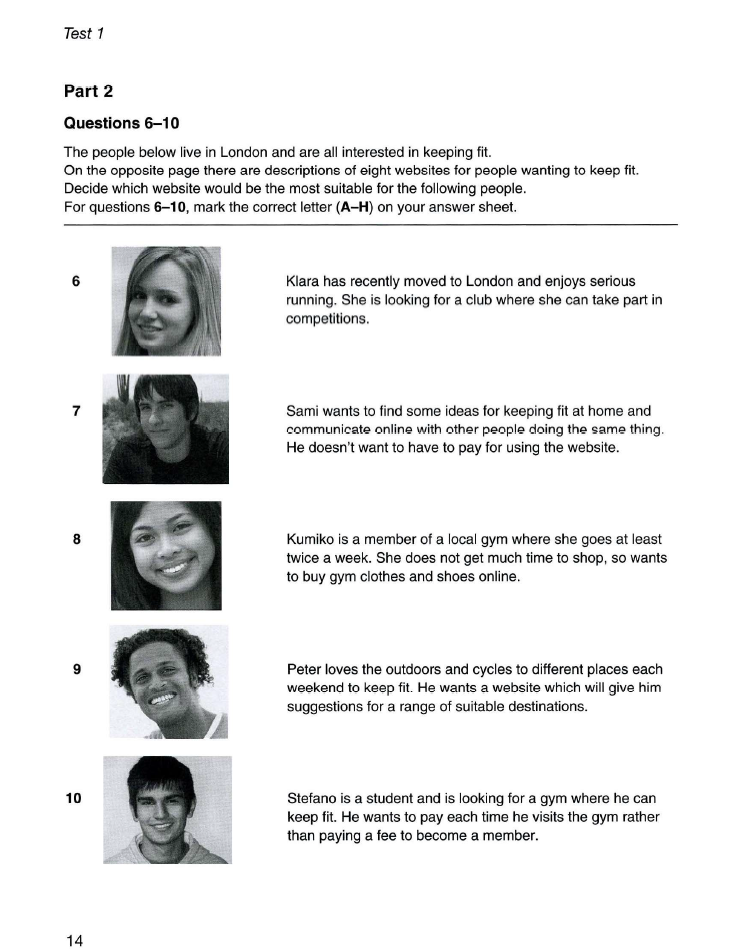 Test 1
Part 2
Questions 6–10
The people below live in London and are all interested in keeping fit.
On the opposite page there are descriptions of eight websites for people wanting to keep fit.
Decide which website would be the most suitable for the following people.
For questions 6–10, mark the correct letter (A–H) on your answer sheet.
6
Klara has recently moved to London and enjoys serious
running. She is looking for a club where she can take part in
competitions.
7
Sami wants to find some ideas for keeping fit at home and
communicate online with other people doing the same thing.
He doesn't want to have to pay for using the website.
8
Kumiko is a member of a local gym where she goes at least
twice a week. She does not get much time to shop, so wants
to buy gym clothes and shoes online.
9
Peter loves the outdoors and cycles to different places each
weekend to keep fit. He wants a website which will give him
suggestions for a range of suitable destinations.
10
Stefano is a student and is looking for a gym where he can
keep fit. He wants to pay each time he visits the gym rather
than paying a fee to become a member.
14